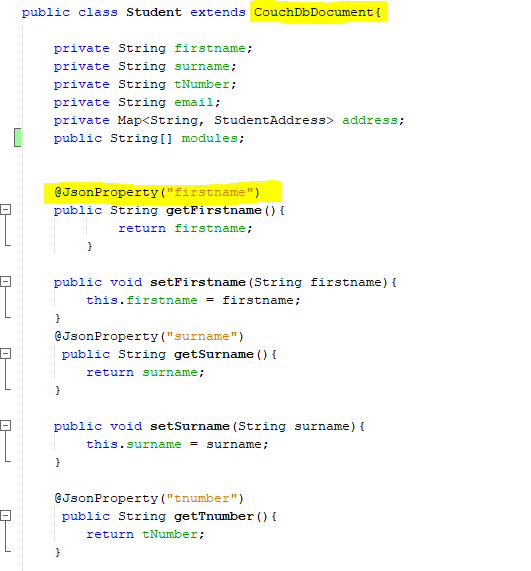 public class Student extends CouchDbDocument{
private String firstname;
private String surname;
private String tNumber;
private String email;
private Map<String, StudentAddress> address;
public String[] modules;
@JsonProperty("firstname")
public String getFirstname(){
return firstname;
}
public void setFirstname(String firstname){
this.firstname = firstname;
}
@JsonProperty("surname")
public String getSurname(){
return surname;
}
public void setSurname(String surname){
this.surname = surname;
}
@JsonProperty("tnumber")
public String getTnumber(){
return tNumber;
}